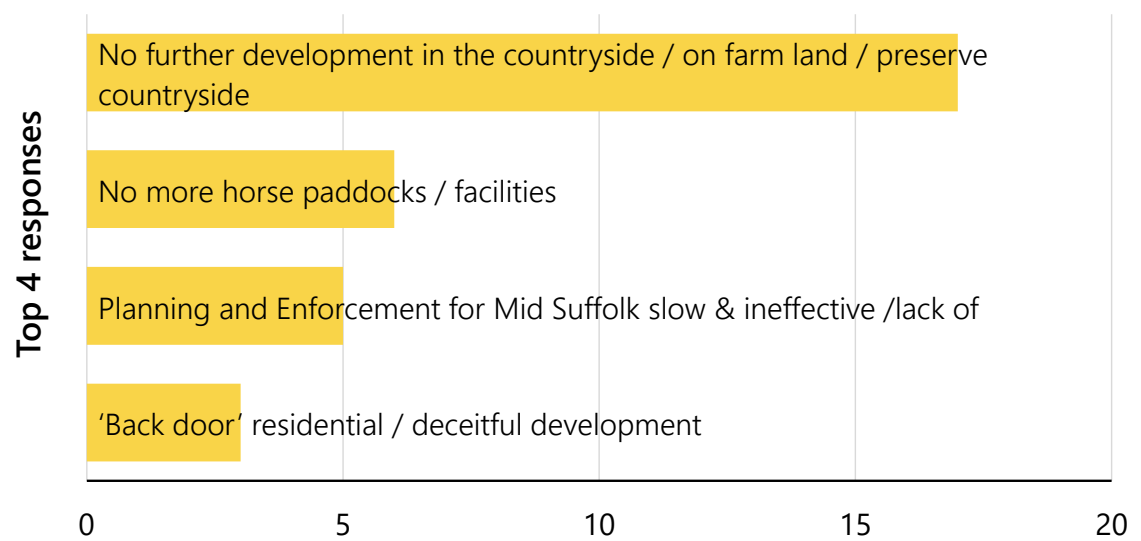 Top 4 responses
No further development in the countryside / on farm land / preserve
countryside
No more horse paddocks / facilities
Planning and Enforcement for Mid Suffolk slow & ineffective /lack of
‘Back door’ residential / deceitful development
0 5 10 15 20